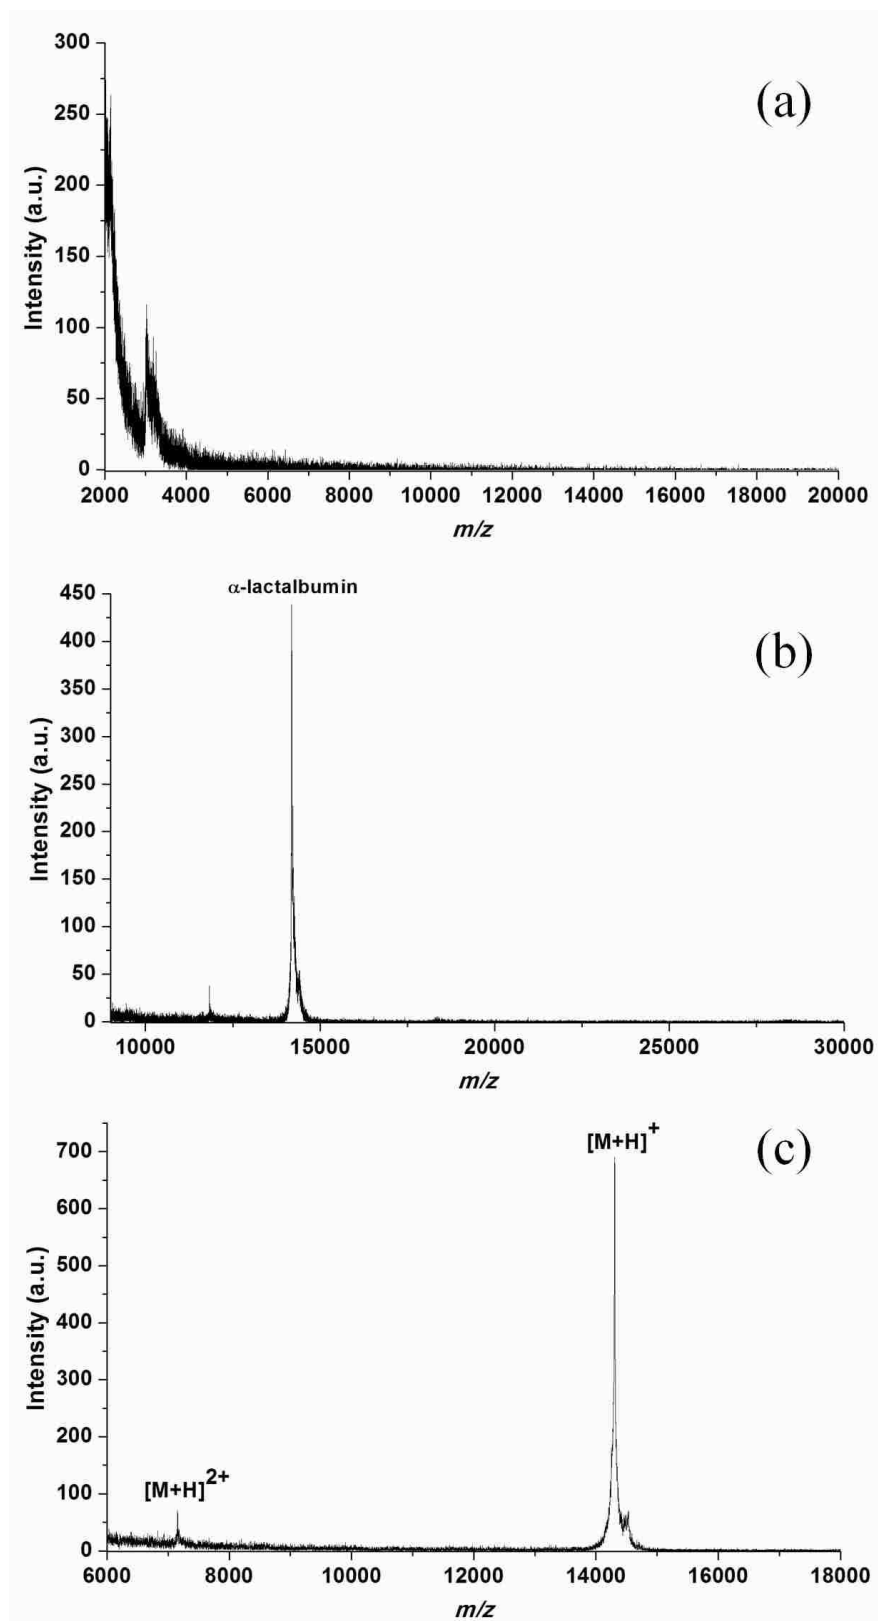 (a)
300
250
200
150
100
50
0
Intensity (a.u.)
2000 4000 6000 8000 10000 12000 14000 16000 18000 20000
m/z
α-lactalbumin
(b)
450
400
350
300
250
200
150
100
50
0
Intensity (a.u.)
10000 15000 20000 25000 30000
m/z
[M+H]+
(c)
700
600
500
400
300
200
100
0
Intensity (a.u.)
[M+H]2+
6000 8000 10000 12000 14000 16000 18000
m/z